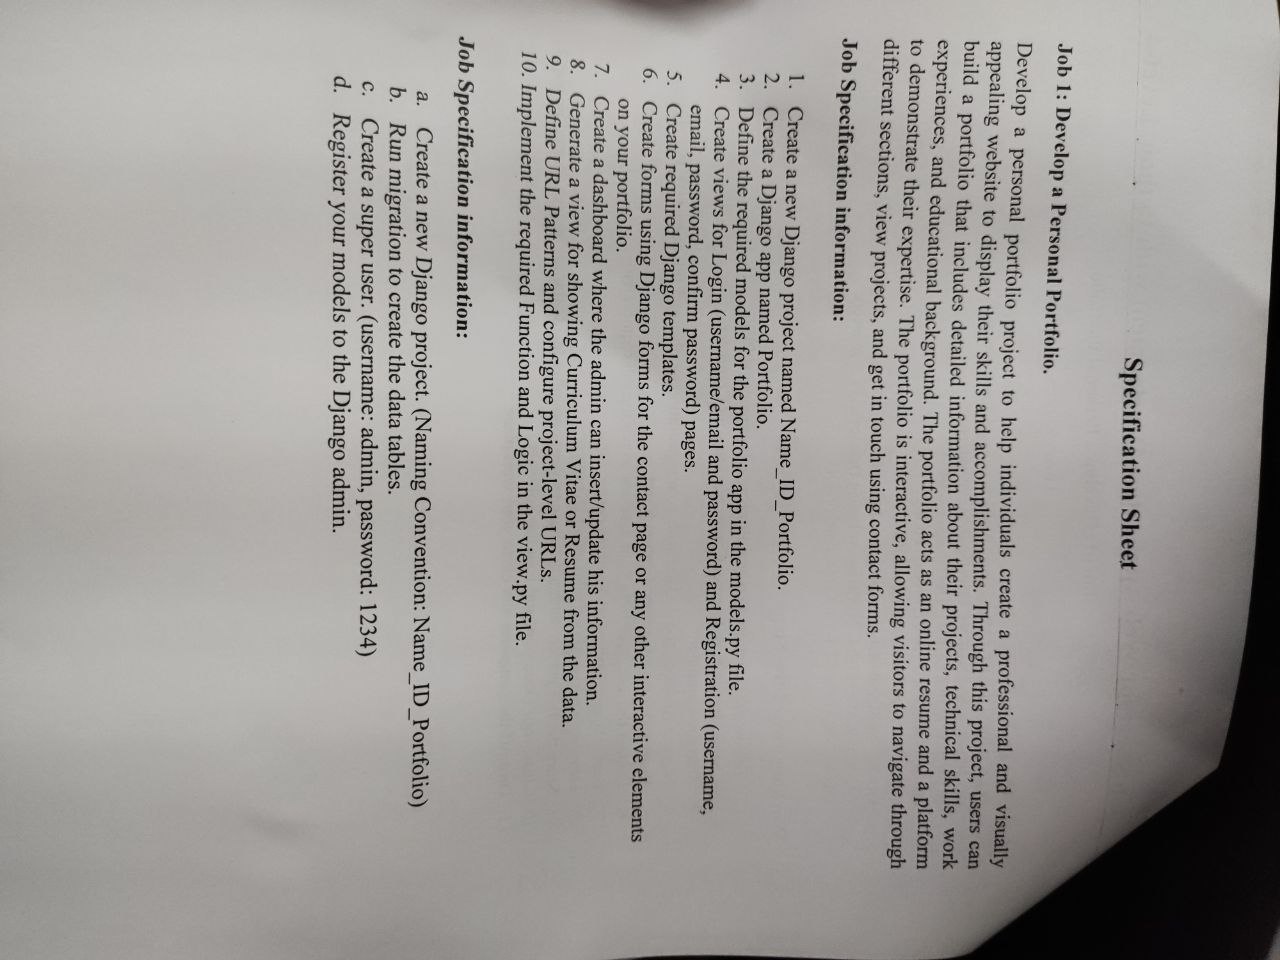 Specification Sheet
Job 1: Develop a Personal Portfolio.
Develop a personal portfolio project to help individuals create a professional and visually
appealing website to display their skills and accomplishments. Through this project, users can
build a portfolio that includes detailed information about their projects, technical skills, work
experiences, and educational background. The portfolio acts as an online resume and a platform
to demonstrate their expertise. The portfolio is interactive, allowing visitors to navigate through
different sections, view projects, and get in touch using contact forms.
Job Specification information:
1. Create a new Django project named Name_ID_Portfolio.
2. Create a Django app named Portfolio.
3. Define the required models for the portfolio app in the models.py file.
4. Create views for Login (username/email and password) and Registration (username,
email, password, confirm password) pages.
5. Create required Django templates.
6. Create forms using Django forms for the contact page or any other interactive elements
on your portfolio.
7. Create a dashboard where the admin can insert/update his information.
8. Generate a view for showing Curriculum Vitae or Resume from the data.
9. Define URL Patterns and configure project-level URLs.
10. Implement the required Function and Logic in the view.py file.
Job Specification information:
a. Create a new Django project. (Naming Convention: Name_ID_Portfolio)
b. Run migration to create the data tables.
c. Create a super user. (username: admin, password: 1234)
d. Register your models to the Django admin.